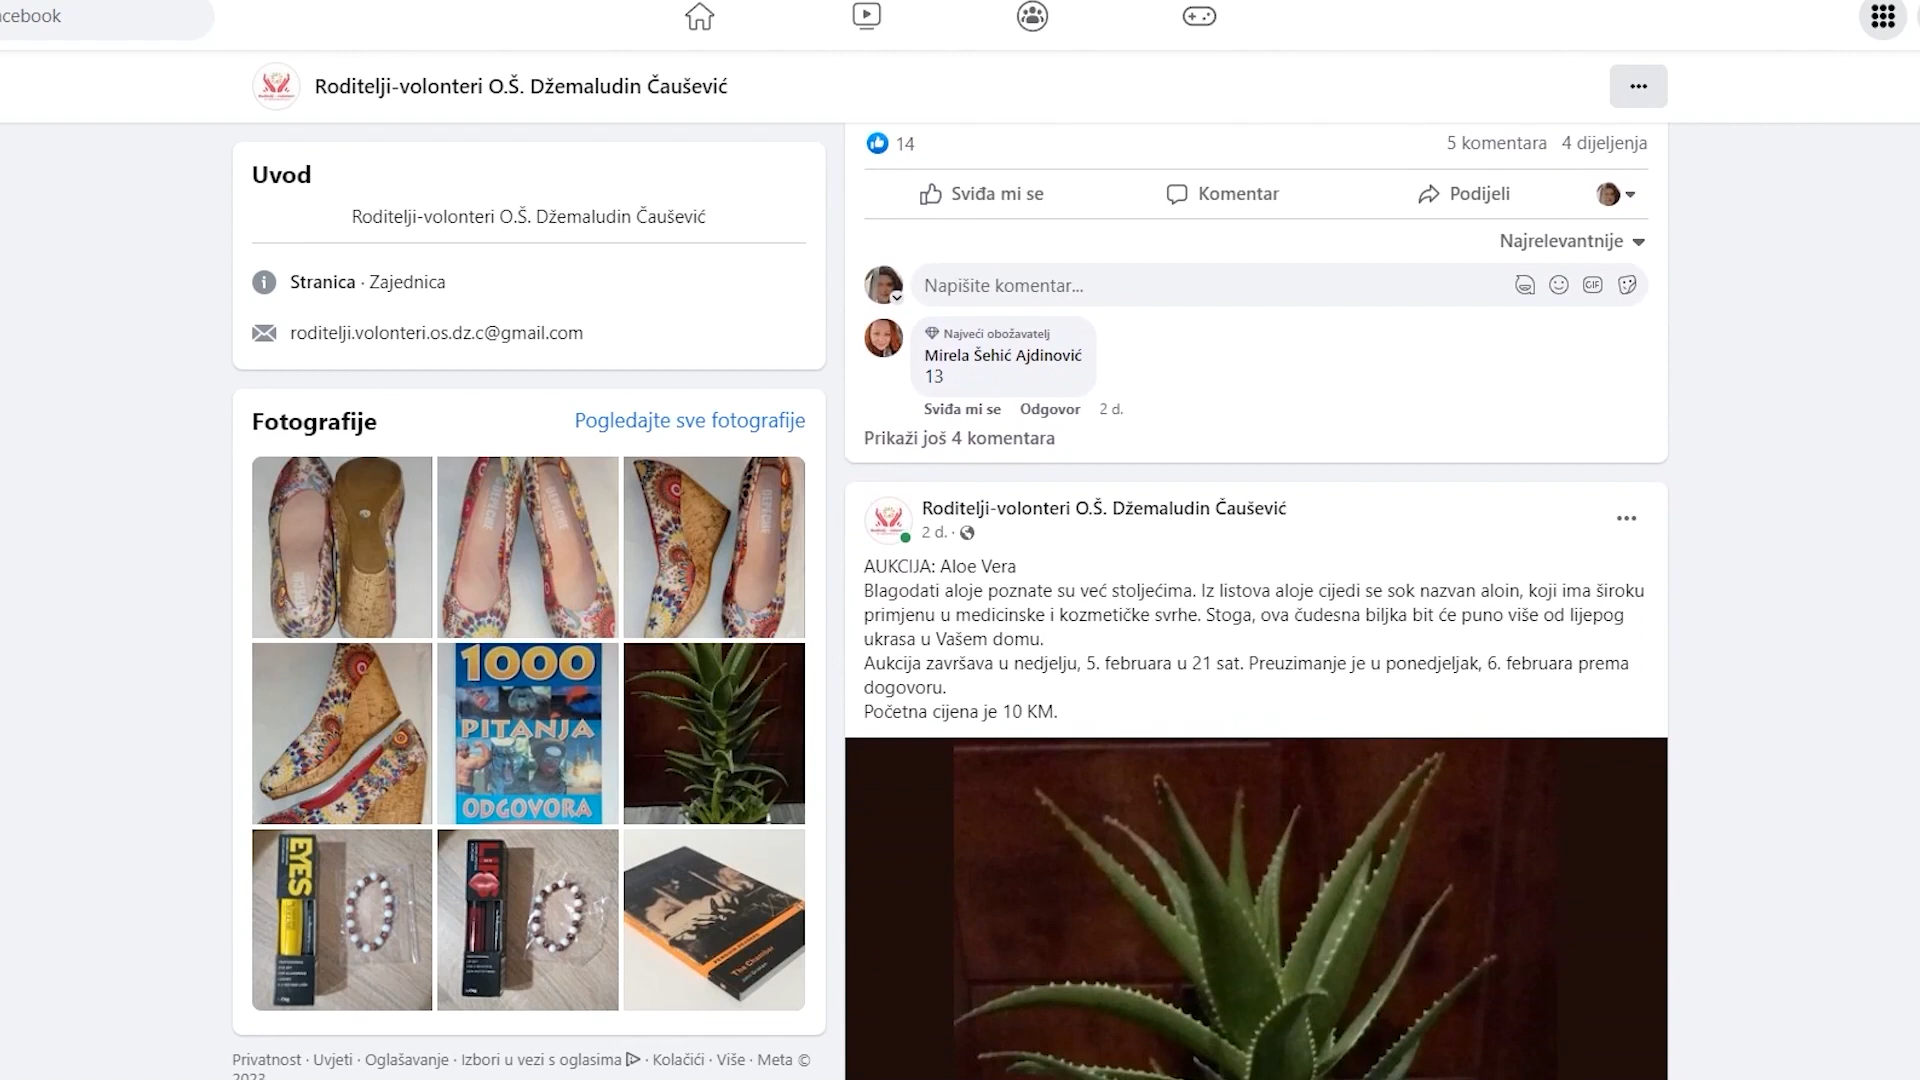 cebook
Roditelji-volonteri O.Š. Džemaludin Čaušević
Uvod
Roditelji-volonteri O.Š. Džemaludin Čaušević
Stranica · Zajednica
roditelji.volonteri.os.dz.c@gmail.com
Fotografije
Pogledajte sve fotografije
1000
PITANJA
ODGOVORA
EYES
LIPS
PENGUIN READERS
The Chamber
Privatnost · Uvjeti · Oglašavanje · Izbori u vezi s oglasima · Kolačići · Više · Meta ©
2023
14
5 komentara 4 dijeljenja
Sviđa mi se
Komentar
Podijeli
Najrelevantnije
Napišite komentar...
GIF
Najveći obožavatelj
Mirela Šehić Ajdinović
13
Sviđa mi se Odgovor 2 d.
Prikaži još 4 komentara
Roditelji-volonteri O.Š. Džemaludin Čaušević
2 d. ·
AUKCIJA: Aloe Vera
Blagodati aloje poznate su već stoljećima. Iz listova aloje cijedi se sok nazvan aloin, koji ima široku
primjenu u medicinske i kozmetičke svrhe. Stoga, ova čudesna biljka bit će puno više od lijepog
ukrasa u Vašem domu.
Aukcija završava u nedjelju, 5. februara u 21 sat. Preuzimanje je u ponedjeljak, 6. februara prema
dogovoru.
Početna cijena je 10 KM.